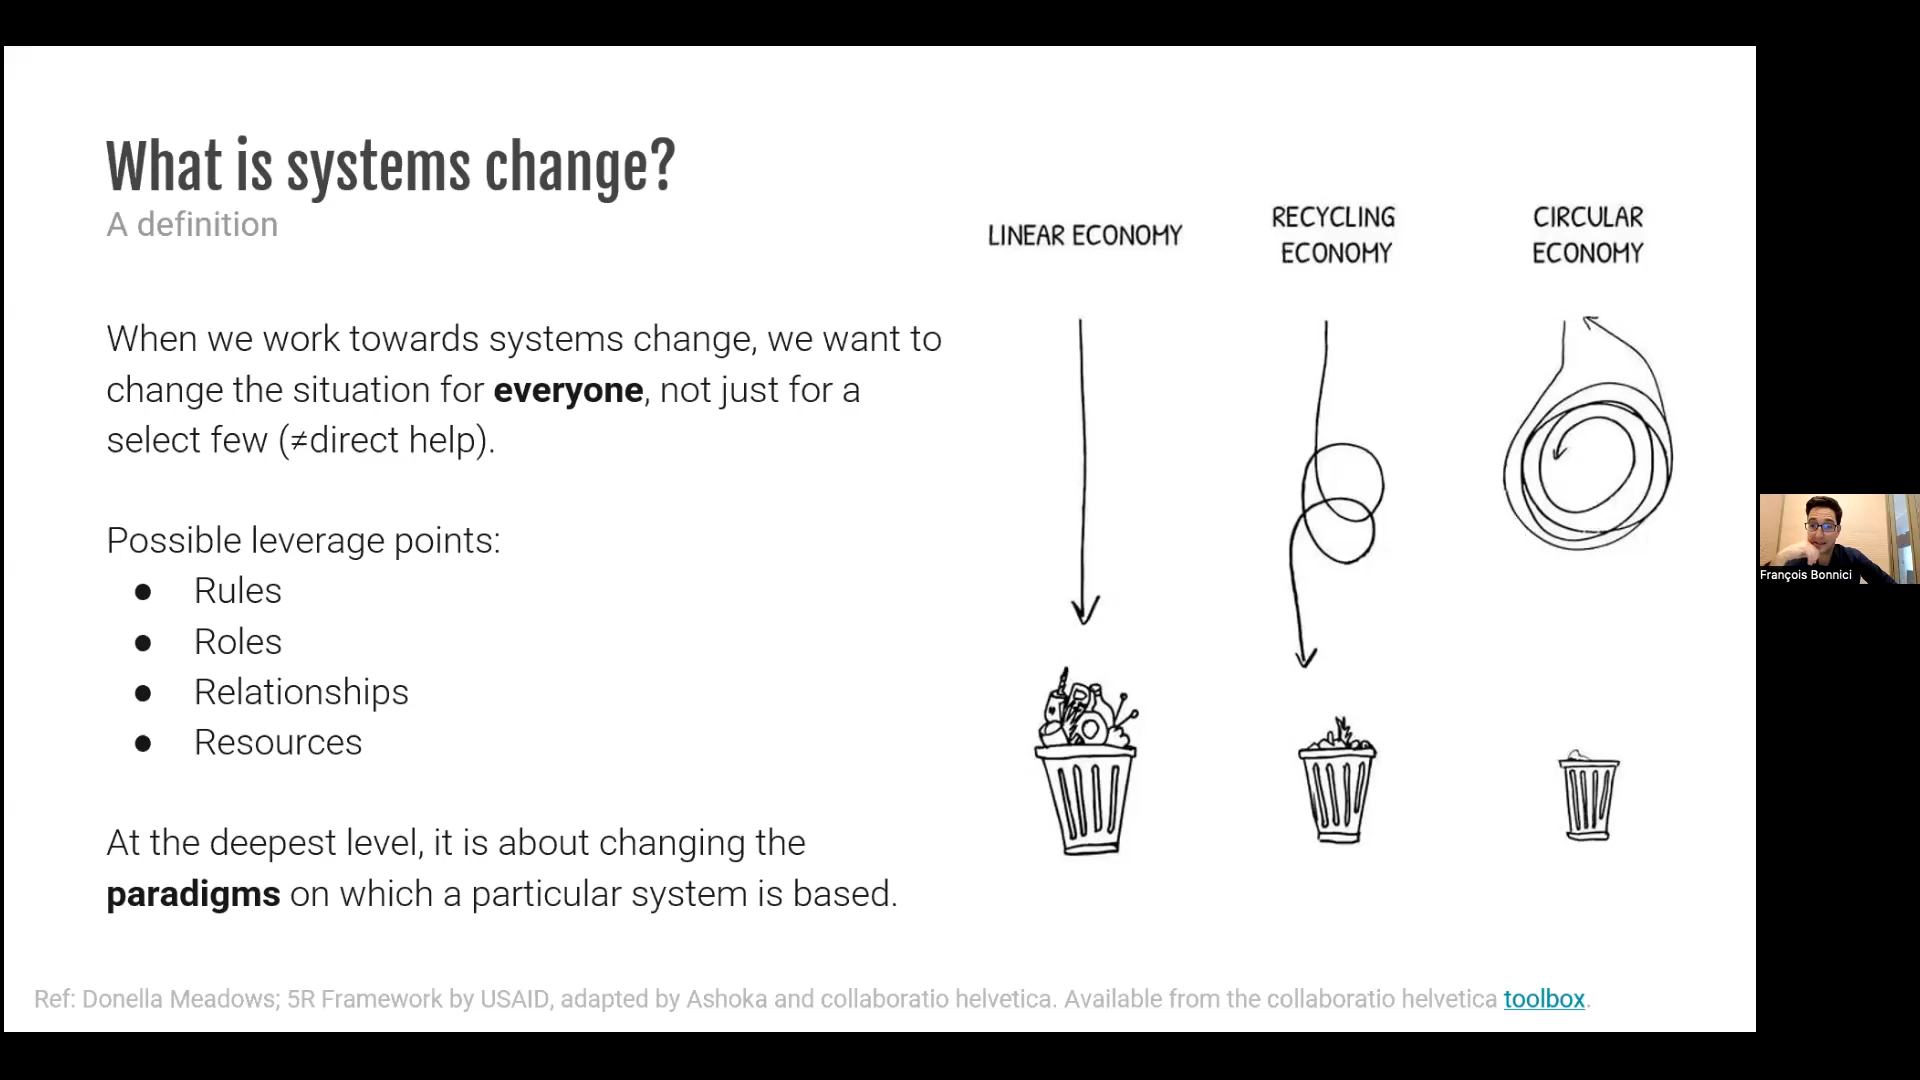 What is systems change?
A definition
When we work towards systems change, we want to
change the situation for everyone, not just for a
select few (≠direct help).
Possible leverage points:
● Rules
● Roles
● Relationships
● Resources
At the deepest level, it is about changing the
paradigms on which a particular system is based.
LINEAR ECONOMY
RECYCLING
ECONOMY
CIRCULAR
ECONOMY
Ref: Donella Meadows; 5R Framework by USAID, adapted by Ashoka and collaboratio helvetica. Available from the collaboratio helvetica toolbox.
François Bonnici